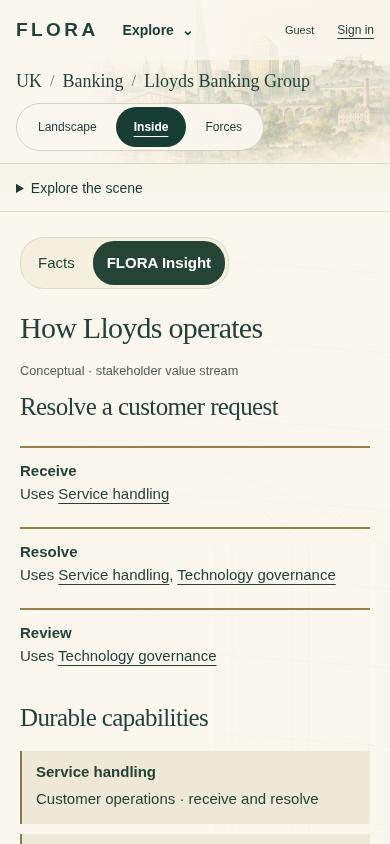 FLORA Explore
Guest Sign in
UK / Banking / Lloyds Banking Group
Landscape Inside Forces
Explore the scene
Facts FLORA Insight
How Lloyds operates
Conceptual · stakeholder value stream
Resolve a customer request
Receive
Uses Service handling
Resolve
Uses Service handling, Technology governance
Review
Uses Technology governance
Durable capabilities
Service handling
Customer operations · receive and resolve